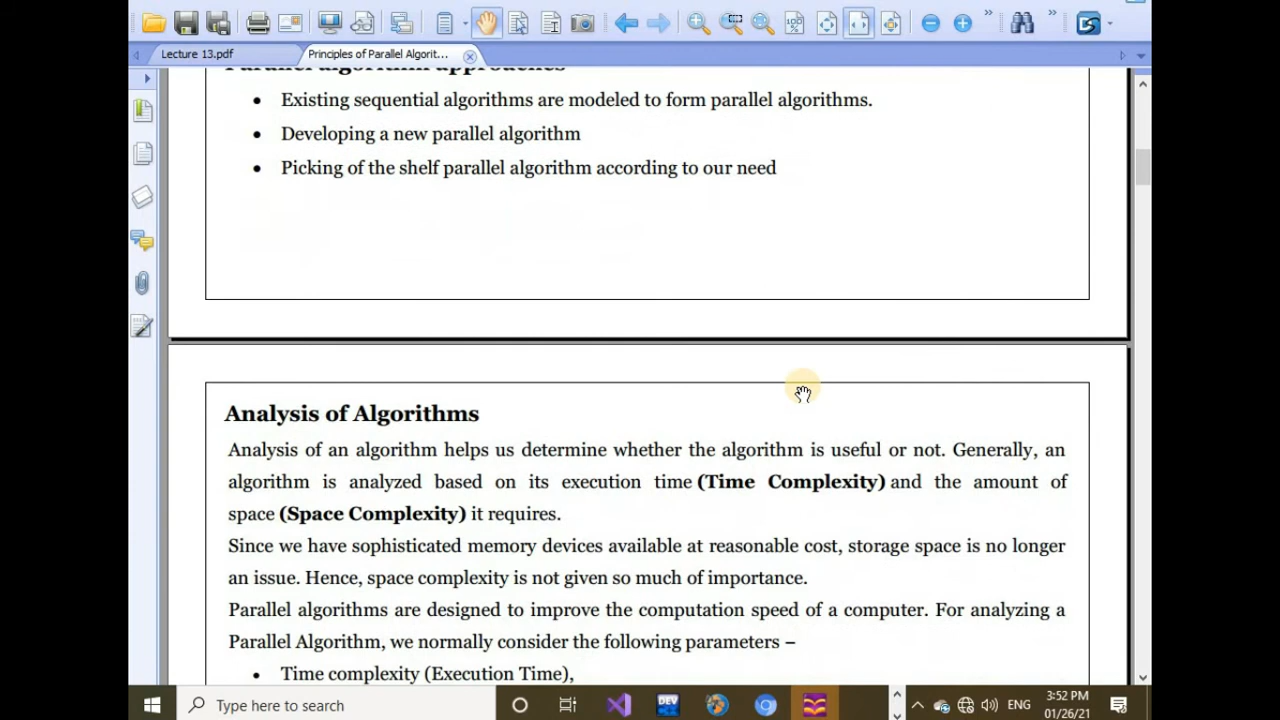 Lecture 13.pdf
Principles of Parallel Algorit...
Parallel algorithm approaches
• Existing sequential algorithms are modeled to form parallel algorithms.
• Developing a new parallel algorithm
• Picking of the shelf parallel algorithm according to our need
Analysis of Algorithms
Analysis of an algorithm helps us determine whether the algorithm is useful or not. Generally, an
algorithm is analyzed based on its execution time (Time Complexity) and the amount of
space (Space Complexity) it requires.
Since we have sophisticated memory devices available at reasonable cost, storage space is no longer
an issue. Hence, space complexity is not given so much of importance.
Parallel algorithms are designed to improve the computation speed of a computer. For analyzing a
Parallel Algorithm, we normally consider the following parameters –
• Time complexity (Execution Time),
Type here to search
DEV
ENG
3:52 PM
01/26/21